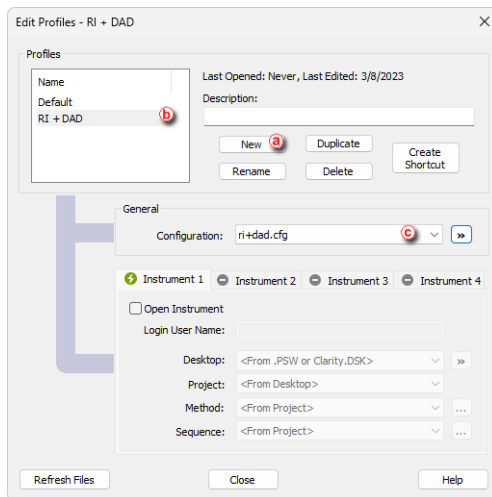 Edit Profiles - RI + DAD
Profiles
Name
Default
RI + DAD
b
Last Opened: Never, Last Edited: 3/8/2023
Description:
New
a
Duplicate
Create
Shortcut
Rename
Delete
General
Configuration:
ri+dad.cfg
c
»
Instrument 1
Instrument 2
Instrument 3
Instrument 4
Open Instrument
Login User Name:
Desktop:
<From .PSW or Clarity.DSK>
»
Project:
<From Desktop>
Method:
<From Project>
...
Sequence:
<From Project>
...
Refresh Files
Close
Help